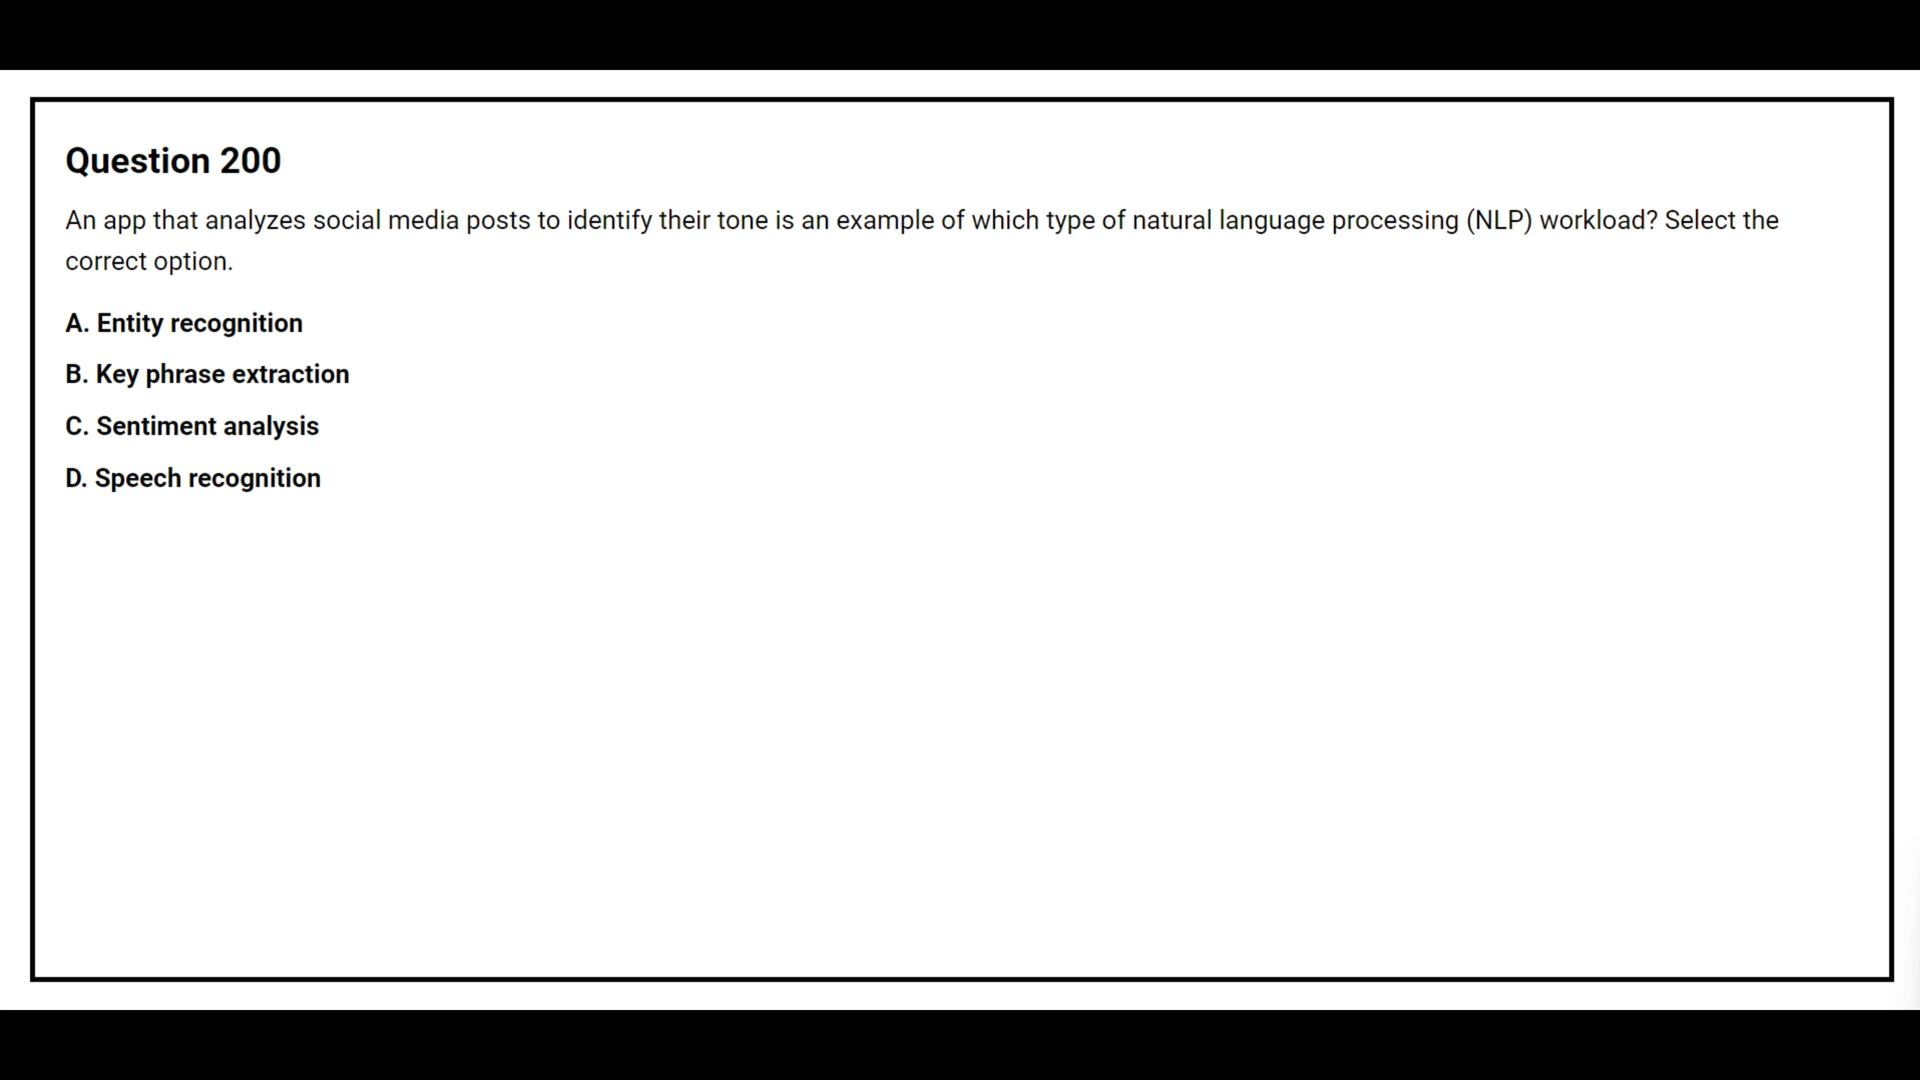 Question 200
An app that analyzes social media posts to identify their tone is an example of which type of natural language processing (NLP) workload? Select the
correct option.
A. Entity recognition
B. Key phrase extraction
C. Sentiment analysis
D. Speech recognition